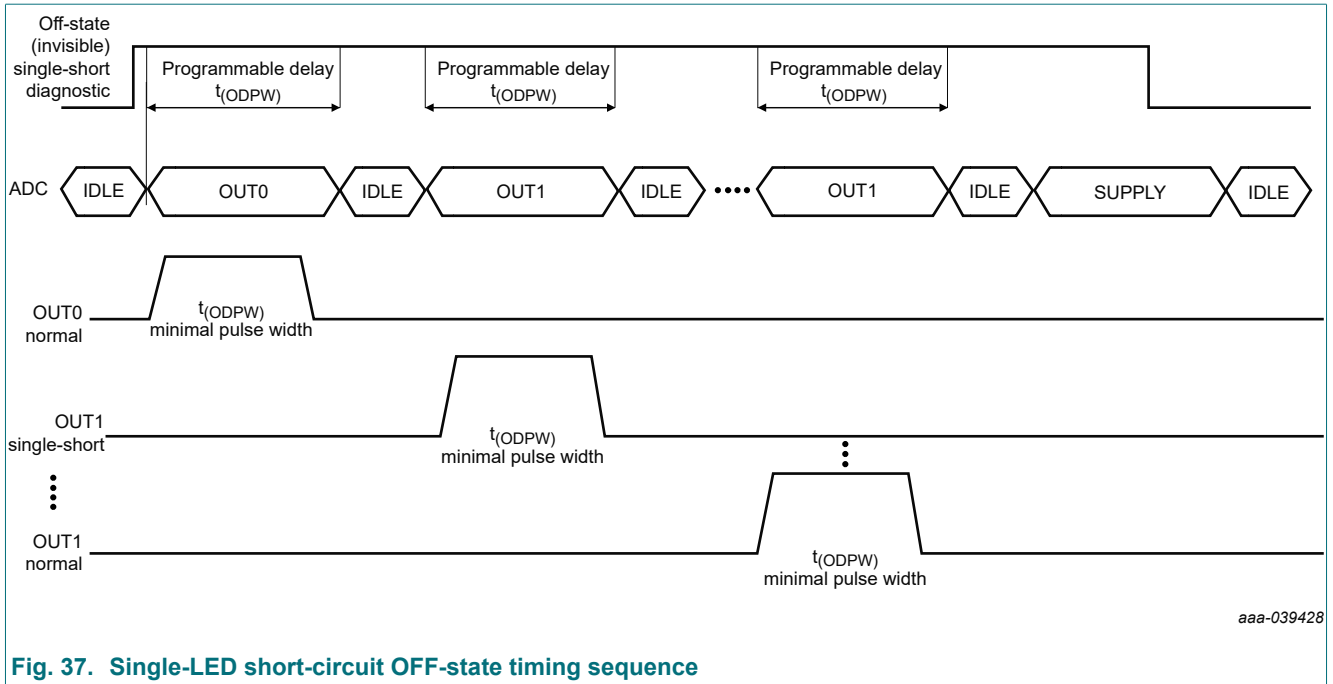 Off-state
(invisible)
single-short
diagnostic
Programmable delay
t(ODPW)
Programmable delay
t(ODPW)
Programmable delay
t(ODPW)
ADC IDLE OUT0 IDLE OUT1 IDLE OUT1 IDLE SUPPLY IDLE
OUT0
normal
t(ODPW)
minimal pulse width
OUT1
single-short
t(ODPW)
minimal pulse width
OUT1
normal
t(ODPW)
minimal pulse width
aaa-039428
Fig. 37. Single-LED short-circuit OFF-state timing sequence